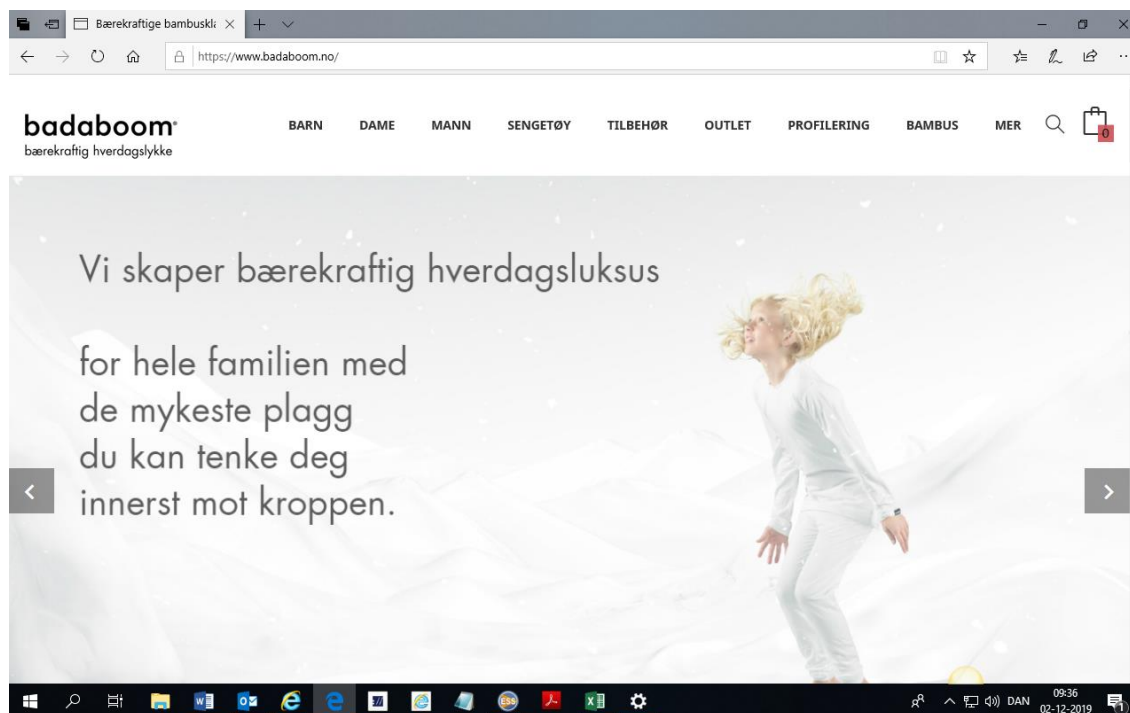 Bærekraftige bambuskl
https://www.badaboom.no/
badaboom
bærekraftig hverdagslykke
BARN DAME MANN SENGETØY TILBEHØR OUTLET PROFILERING BAMBUS MER
0
Vi skaper bærekraftig hverdagsluksus
for hele familien med
de mykeste plagg
du kan tenke deg
innerst mot kroppen.
DAN
09:36
02-12-2019
1